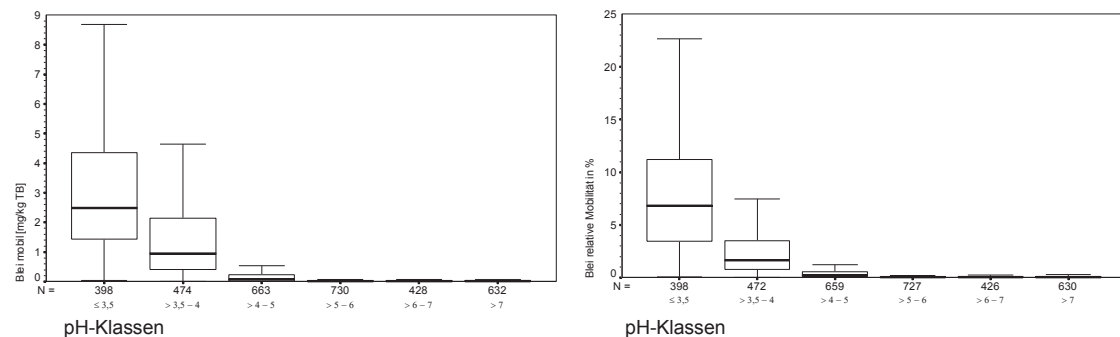 9
8
7
6
5
4
3
2
1
0
Blei mobil [mg/kg TB]
N = 398 474 663 730 428 632
≤ 3,5 > 3,5 – 4 > 4 – 5 > 5 – 6 > 6 – 7 > 7
pH-Klassen
25
20
15
10
5
0
Blei relative Mobilität in %
N = 398 472 659 727 426 630
≤ 3,5 > 3,5 – 4 > 4 – 5 > 5 – 6 > 6 – 7 > 7
pH-Klassen